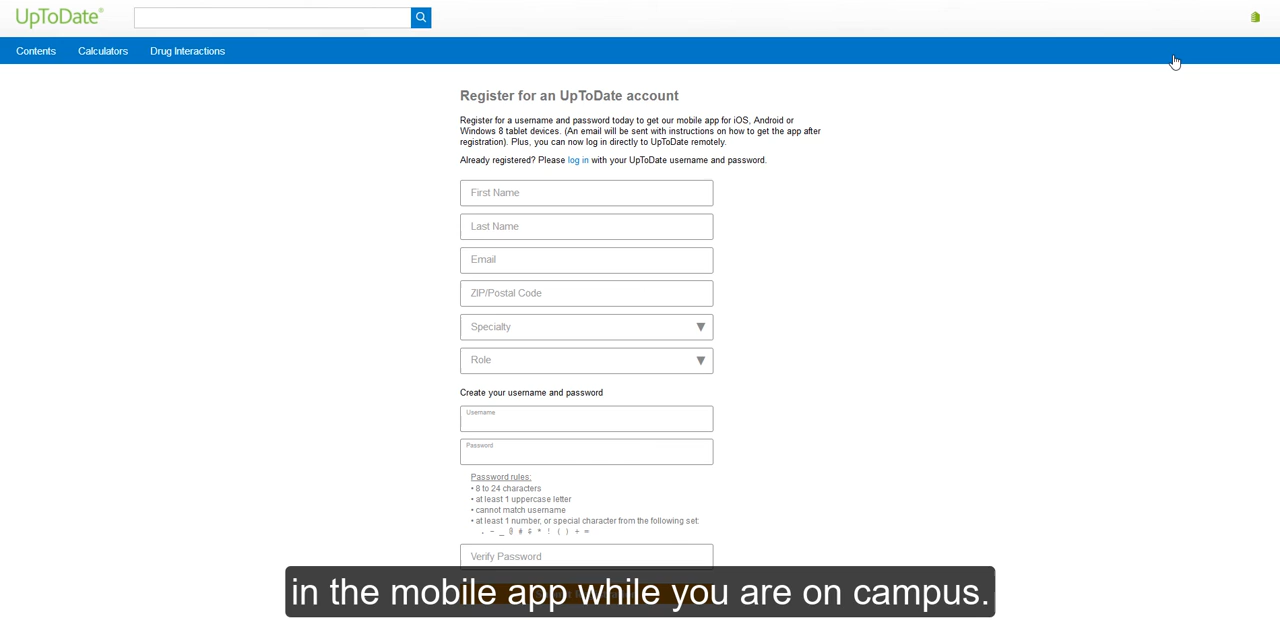 UpToDate®
Contents Calculators Drug Interactions
Register for an UpToDate account
Register for a username and password today to get our mobile app for iOS, Android or
Windows 8 tablet devices. (An email will be sent with instructions on how to get the app after
registration). Plus, you can now log in directly to UpToDate remotely.
Already registered? Please log in with your UpToDate username and password.
First Name
Last Name
Email
ZIP/Postal Code
Specialty
Role
Create your username and password
Username
Password
Password rules:
• 8 to 24 characters
• at least 1 uppercase letter
• cannot match username
• at least 1 number, or special character from the following set:
. - _ @ # $ * ! ( ) + =
Verify Password
in the mobile app while you are on campus.